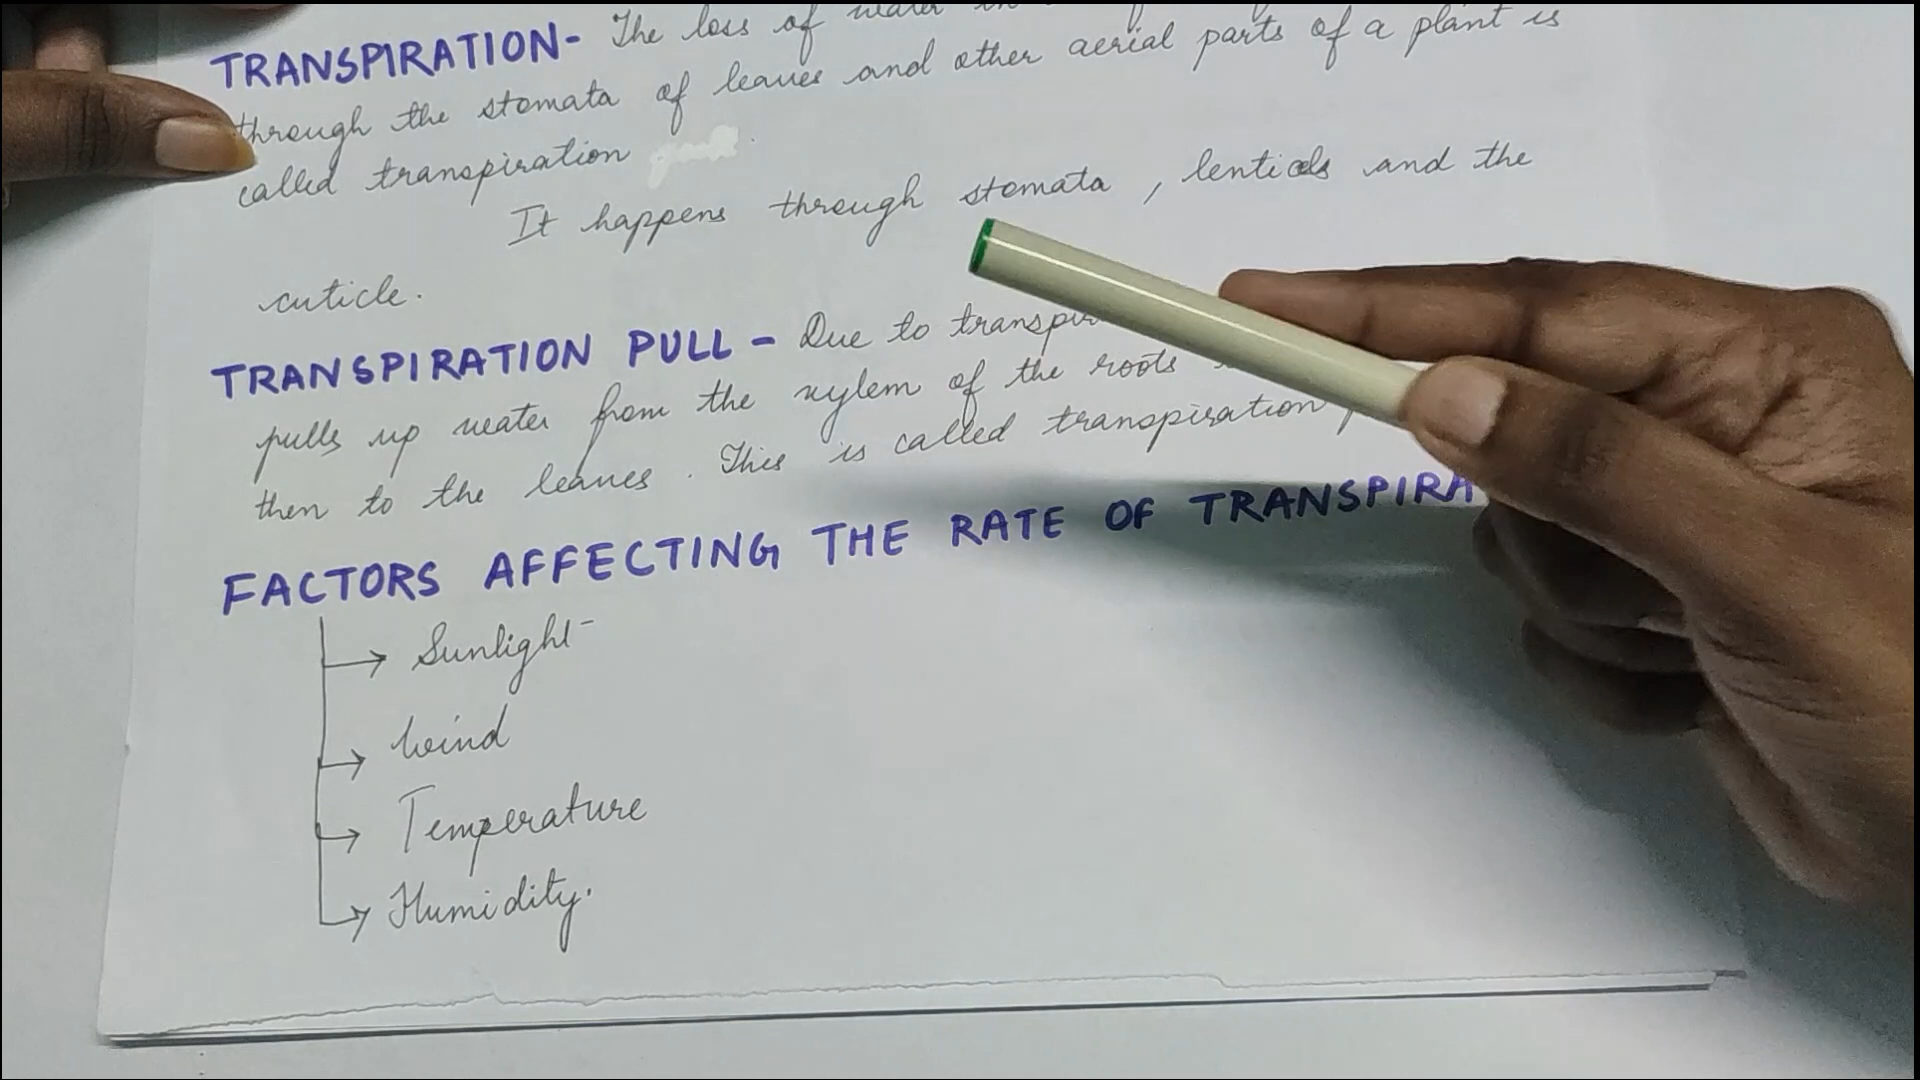 TRANSPIRATION- The loss of water in
through the stomata of leaves and other aerial parts of a plant is
called transpiration
It happens through stomata, lenticels and the
cuticle.
TRANSPIRATION PULL - Due to
pulls up water from the xylem of the roots
then to the leaves. This is called transpiration
FACTORS AFFECTING THE RATE OF
Sunlight
Wind
Temperature
Humidity.